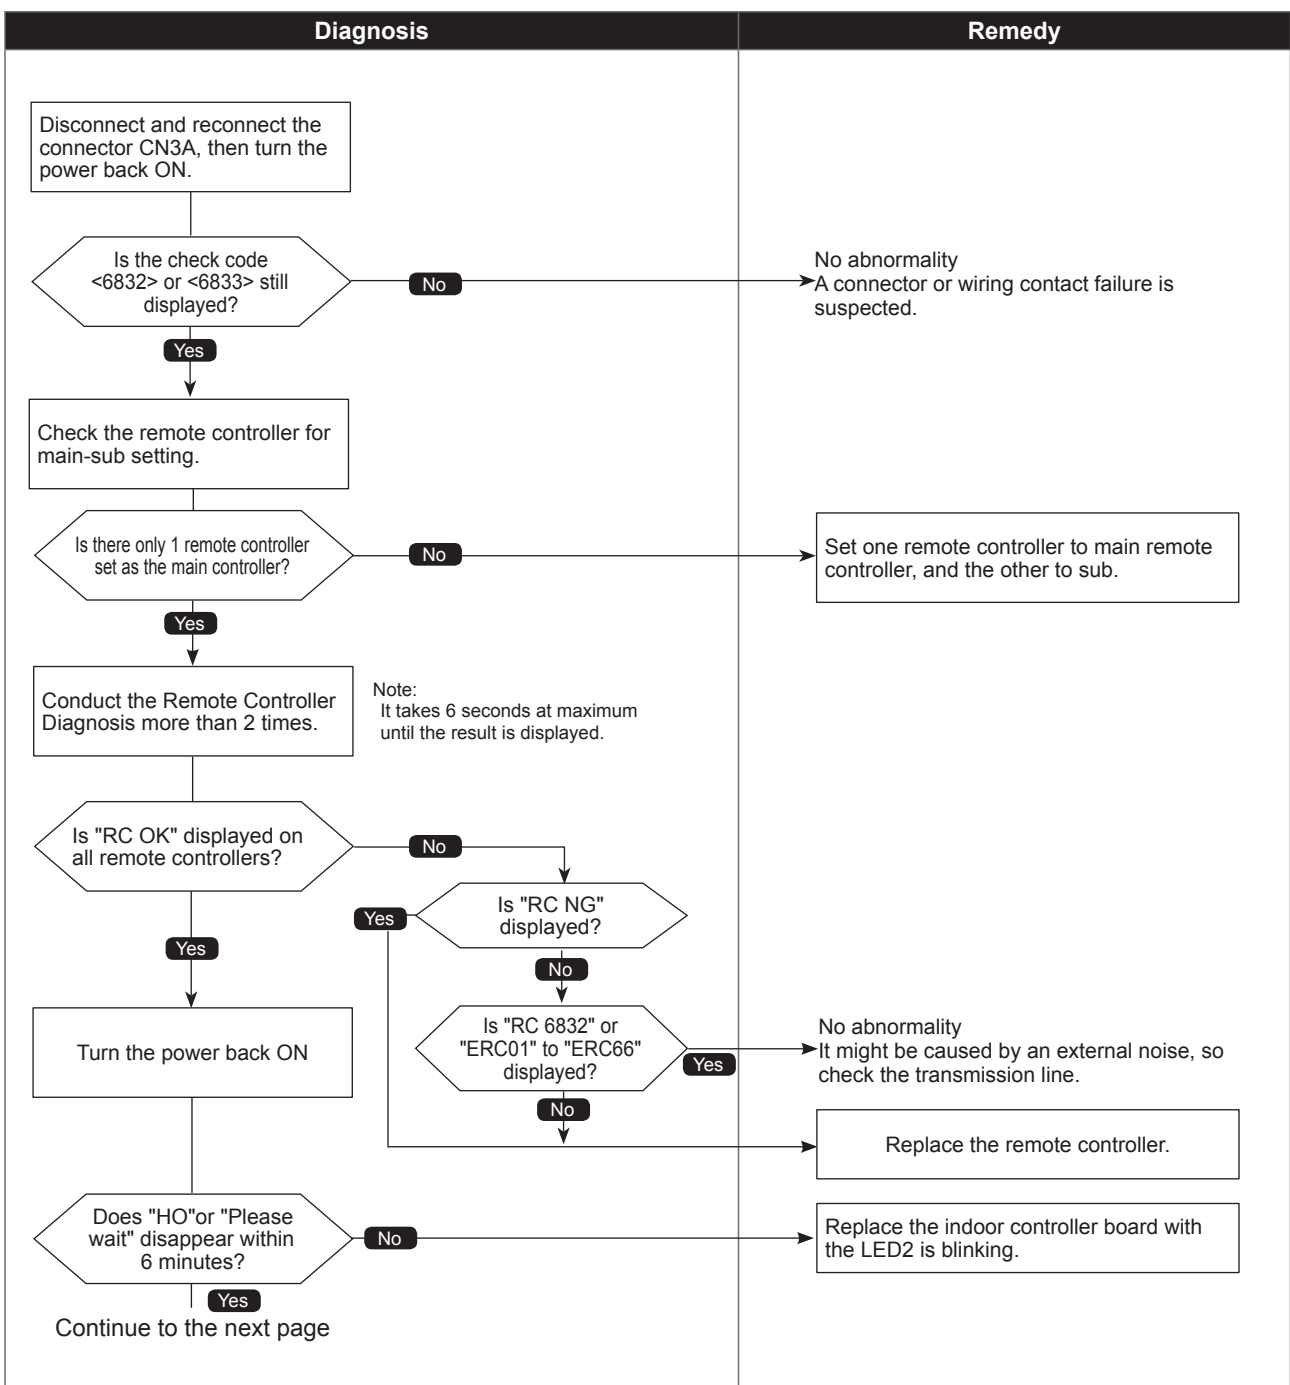 Diagnosis
Remedy
Disconnect and reconnect the
connector CN3A, then turn the
power back ON.
Is the check code
<6832> or <6833> still
displayed?
No
No abnormality
A connector or wiring contact failure is
suspected.
Yes
Check the remote controller for
main-sub setting.
Is there only 1 remote controller
set as the main controller?
No
Set one remote controller to main remote
controller, and the other to sub.
Yes
Conduct the Remote Controller
Diagnosis more than 2 times.
Note:
It takes 6 seconds at maximum
until the result is displayed.
Is "RC OK" displayed on
all remote controllers?
No
Is "RC NG"
displayed?
Yes
Yes
No
Turn the power back ON
Is "RC 6832" or
"ERC01" to "ERC66"
displayed?
Yes
No abnormality
It might be caused by an external noise, so
check the transmission line.
No
Replace the remote controller.
Does "HO"or "Please
wait" disappear within
6 minutes?
No
Replace the indoor controller board with
the LED2 is blinking.
Yes
Continue to the next page